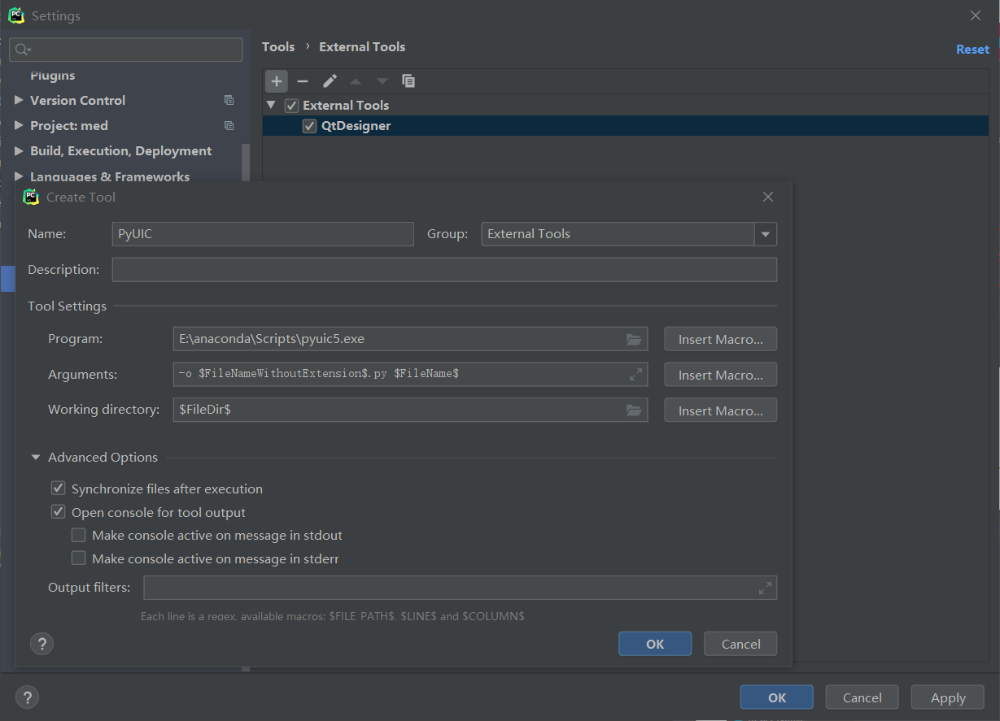 Settings
Tools › External Tools
Reset
Plugins
Version Control
Project: med
Build, Execution, Deployment
Languages & Frameworks
External Tools
QtDesigner
Create Tool
Name: PyUIC Group: External Tools
Description:
Tool Settings
Program: E:\anaconda\Scripts\pyuic5.exe Insert Macro...
Arguments: -o $FileNameWithoutExtension$.py $FileName$ Insert Macro...
Working directory: $FileDir$ Insert Macro...
Advanced Options
Synchronize files after execution
Open console for tool output
Make console active on message in stdout
Make console active on message in stderr
Output filters:
Each line is a regex, available macros: $FILE_PATH$, $LINE$ and $COLUMN$
? OK Cancel
? OK Cancel Apply